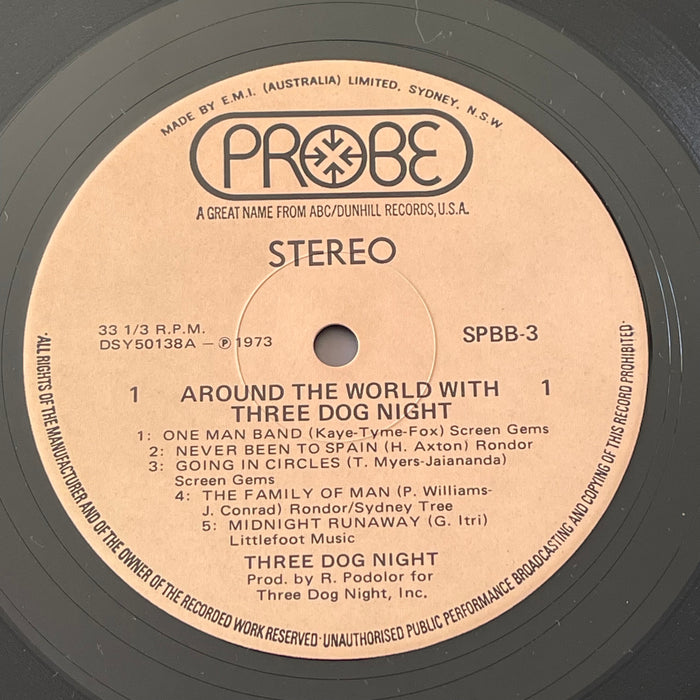 MADE BY E.M.I. (AUSTRALIA) LIMITED. SYDNEY. N.S.W.
PROBE
A GREAT NAME FROM ABC/DUNHILL RECORDS, U.S.A.
STEREO
33 1/3 R.P.M.
DSY50138A – ℗ 1973
SPBB-3
1 AROUND THE WORLD WITH 1
THREE DOG NIGHT
1: ONE MAN BAND (Kaye-Tyme-Fox) Screen Gems
2: NEVER BEEN TO SPAIN (H. Axton) Rondor
3: GOING IN CIRCLES (T. Myers-Jaiananda)
Screen Gems
4: THE FAMILY OF MAN (P. Williams-
J. Conrad) Rondor/Sydney Tree
5: MIDNIGHT RUNAWAY (G. Itri)
Littlefoot Music
THREE DOG NIGHT
Prod. by R. Podolor for
Three Dog Night, Inc.
·ALL RIGHTS OF THE MANUFACTURER AND OF THE OWNER OF THE RECORDED WORK RESERVED· UNAUTHORISED PUBLIC PERFORMANCE BROADCASTING AND COPYING OF THIS RECORD PROHIBITED·